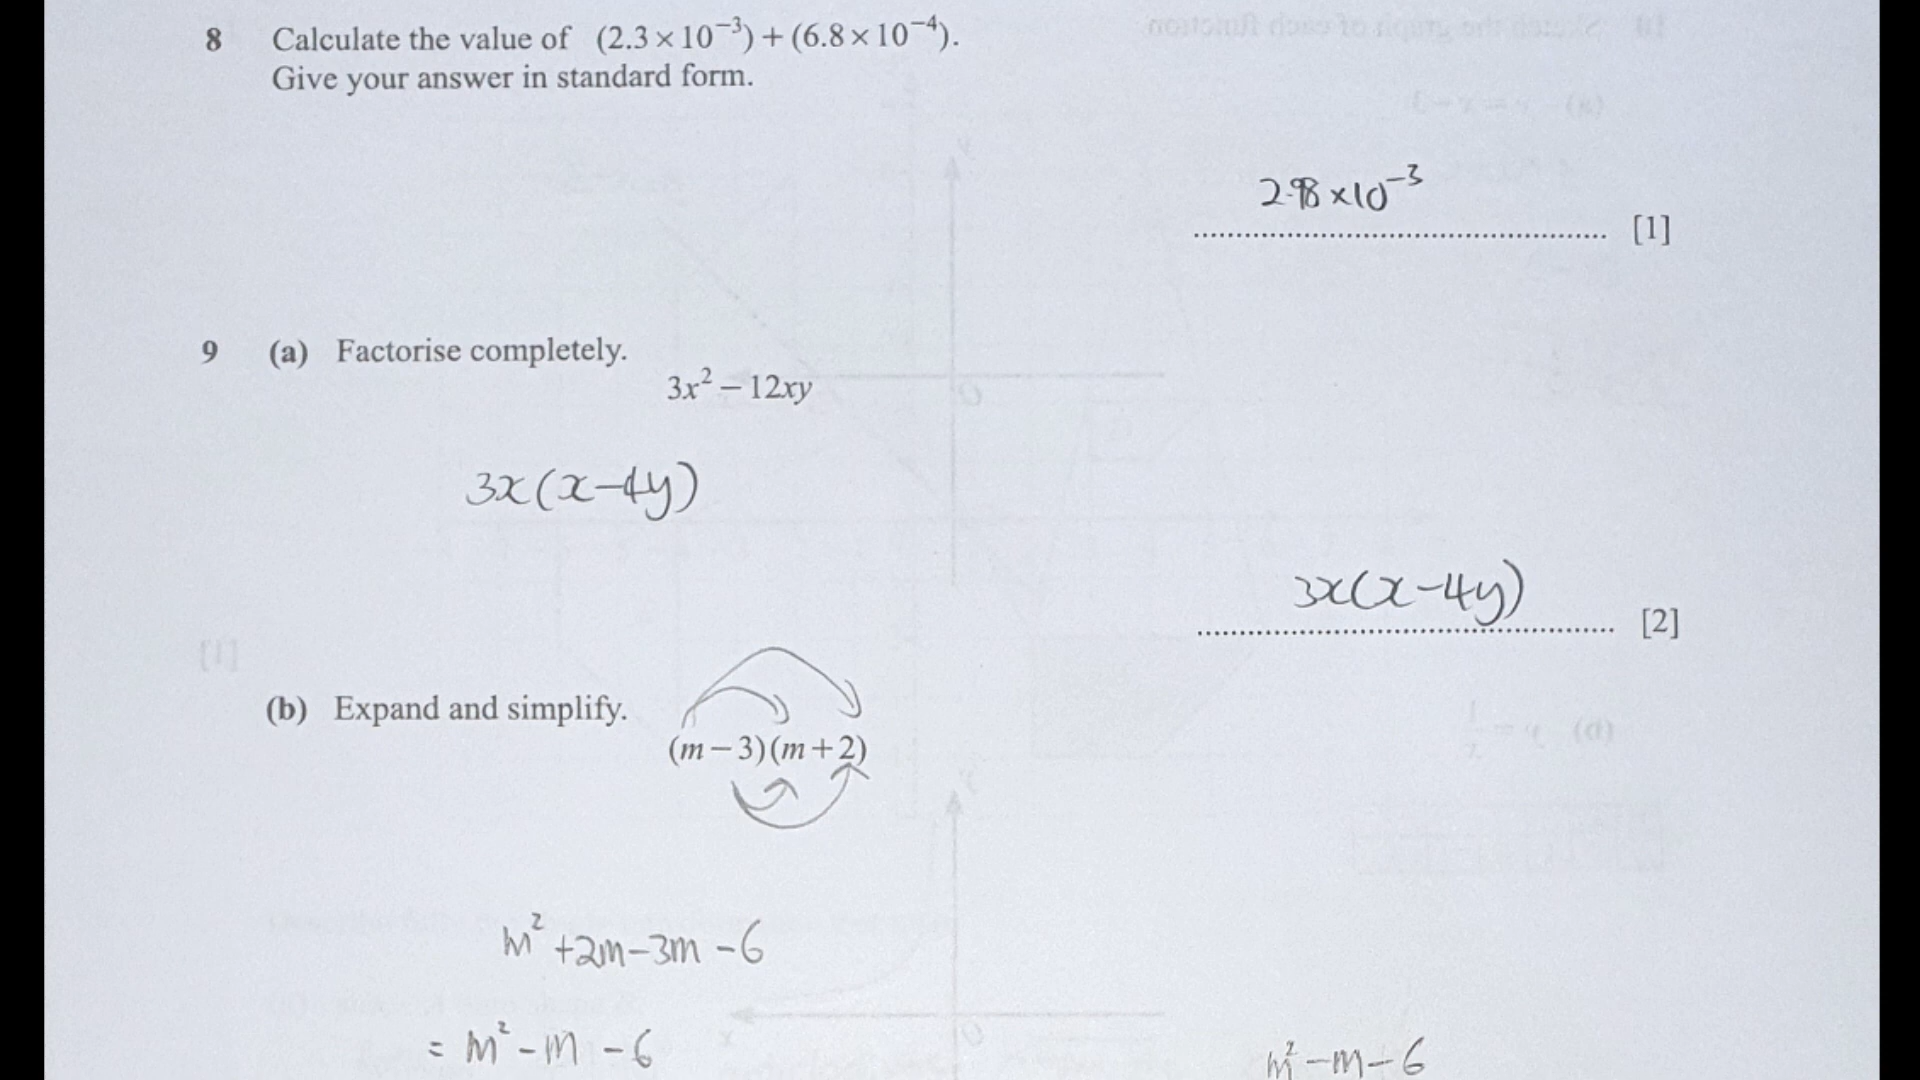 8 Calculate the value of (2.3 × 10⁻³) + (6.8 × 10⁻⁴).
Give your answer in standard form.
2.98 × 10⁻³
[1]
9 (a) Factorise completely.
3x² − 12xy
3x(x−4y)
3x(x−4y)
[2]
(b) Expand and simplify.
(m − 3)(m + 2)
m² +2m−3m −6
= m² − m − 6
m² − m − 6